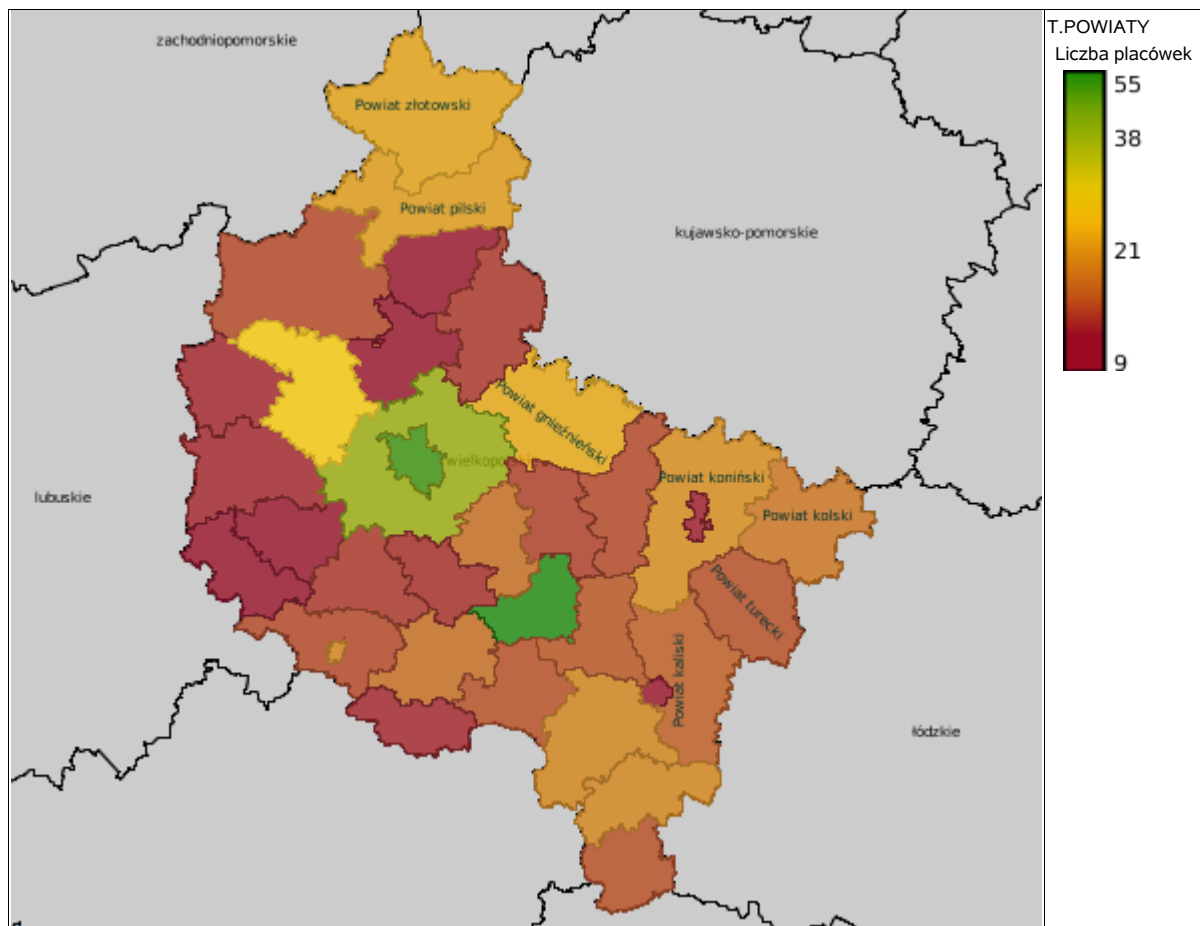 T.POWIATY
Liczba placówek
55
38
21
9
zachodniopomorskie
Powiat złotowski
Powiat pilski
kujawsko-pomorskie
Powiat gnieźnieński
wielkopolskie
Powiat koniński
lubuskie
Powiat kolski
Powiat turecki
Powiat kaliski
łódzkie